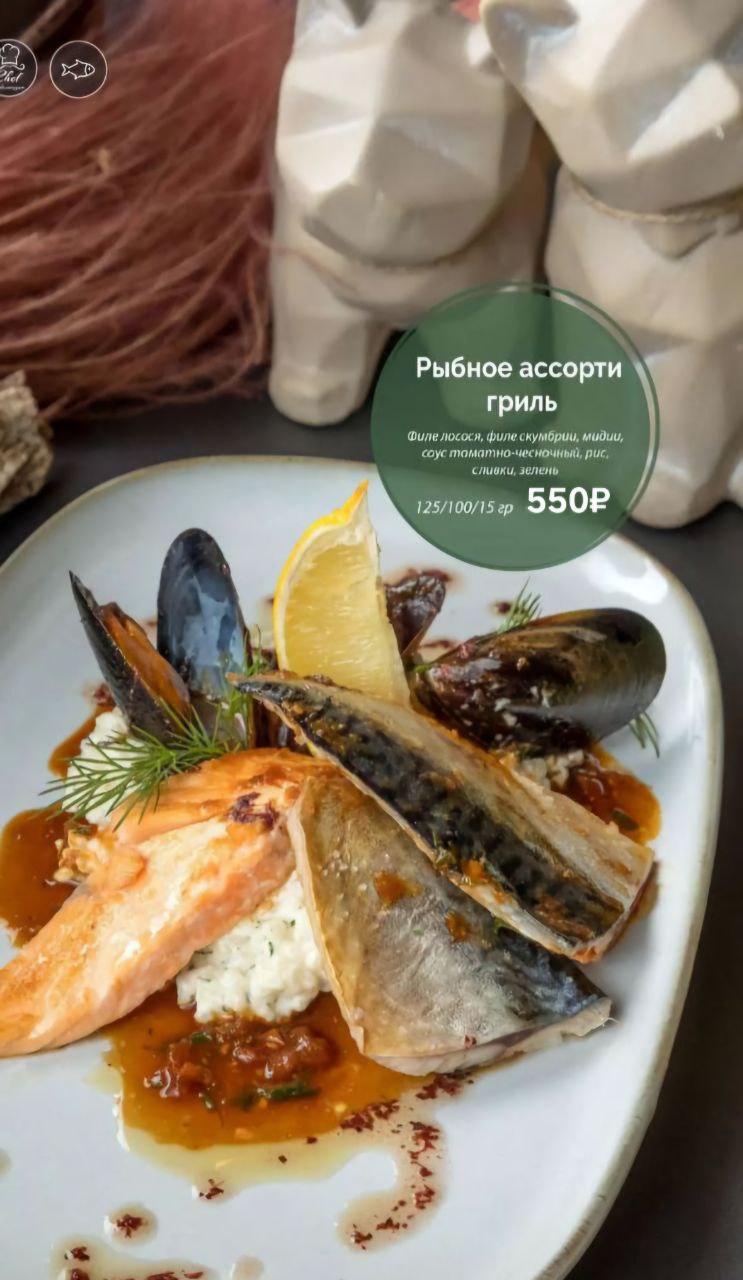 Chef
Рыбное ассорти
гриль
Филе лосося, филе скумбрии, мидии,
соус томатно-чесночный, рис,
сливки, зелень
125/100/15 гр 550₽